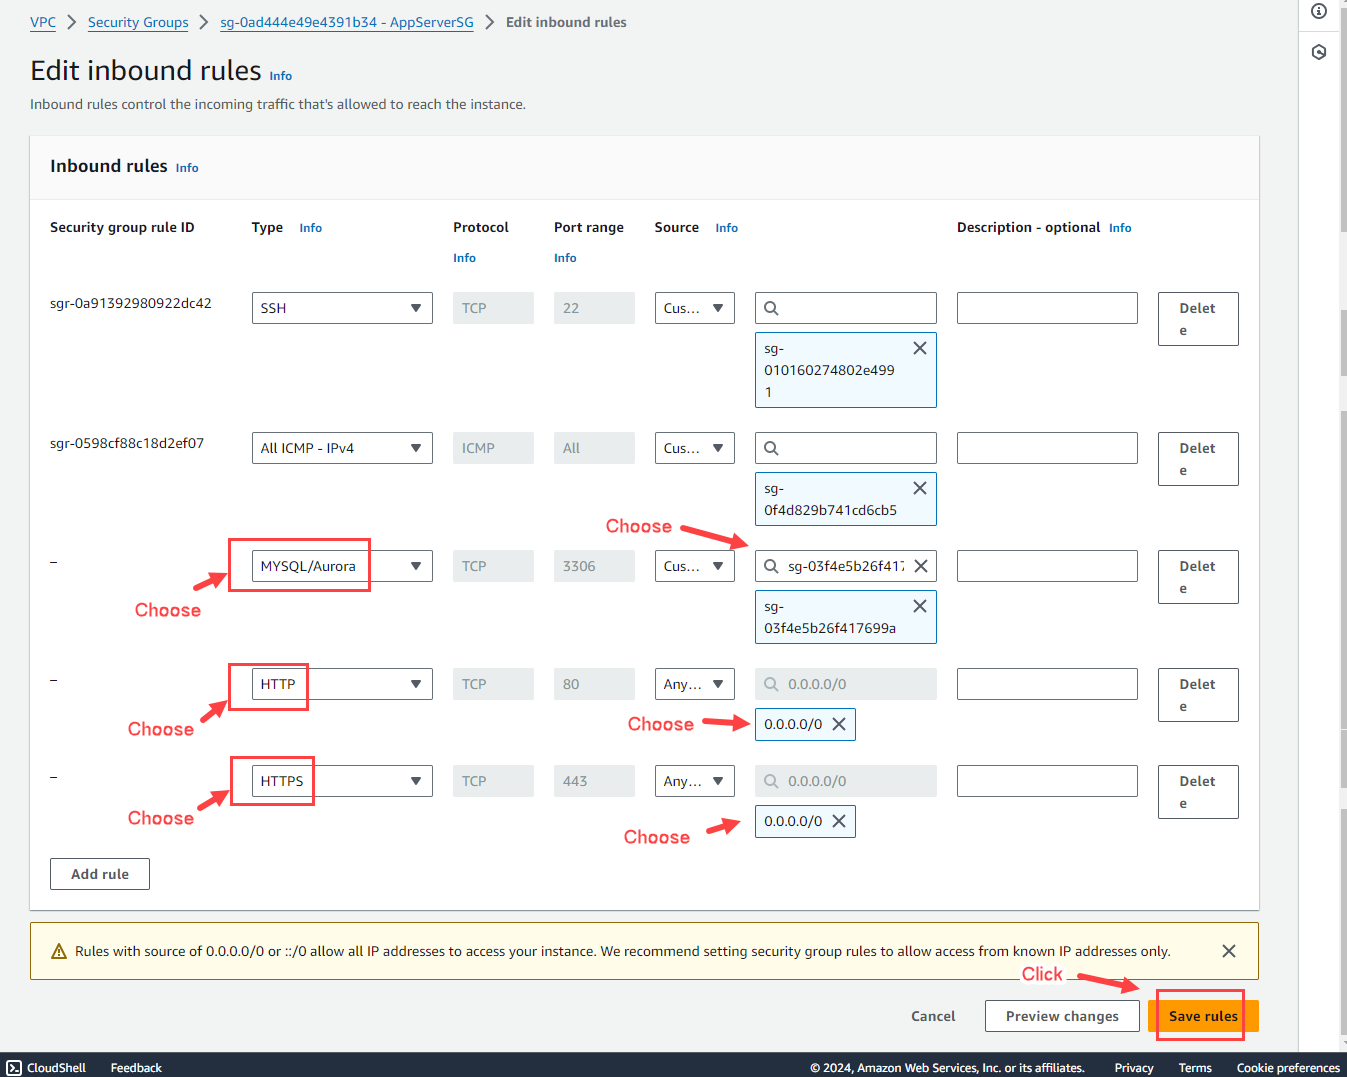 VPC > Security Groups > sg-0ad444e49e4391b34 - AppServerSG > Edit inbound rules
Edit inbound rules Info
Inbound rules control the incoming traffic that's allowed to reach the instance.
Inbound rules Info
Security group rule ID Type Info Protocol Port range Source Info Description - optional Info
Info Info
sgr-0a91392980922dc42 SSH TCP 22 Cus... Delet
e
sg-
010160274802e499
1
sgr-0598cf88c18d2ef07 All ICMP - IPv4 ICMP All Cus... Delet
e
sg-
0f4d829b741cd6cb5
Choose
– MYSQL/Aurora TCP 3306 Cus... sg-03f4e5b26f417 Delet
e
Choose
sg-
03f4e5b26f417699a
– HTTP TCP 80 Any... 0.0.0.0/0 Delet
e
Choose Choose 0.0.0.0/0
– HTTPS TCP 443 Any... 0.0.0.0/0 Delet
e
Choose Choose 0.0.0.0/0
Add rule
Rules with source of 0.0.0.0/0 or ::/0 allow all IP addresses to access your instance. We recommend setting security group rules to allow access from known IP addresses only.
Click
Cancel Preview changes Save rules
CloudShell Feedback © 2024, Amazon Web Services, Inc. or its affiliates. Privacy Terms Cookie preferences